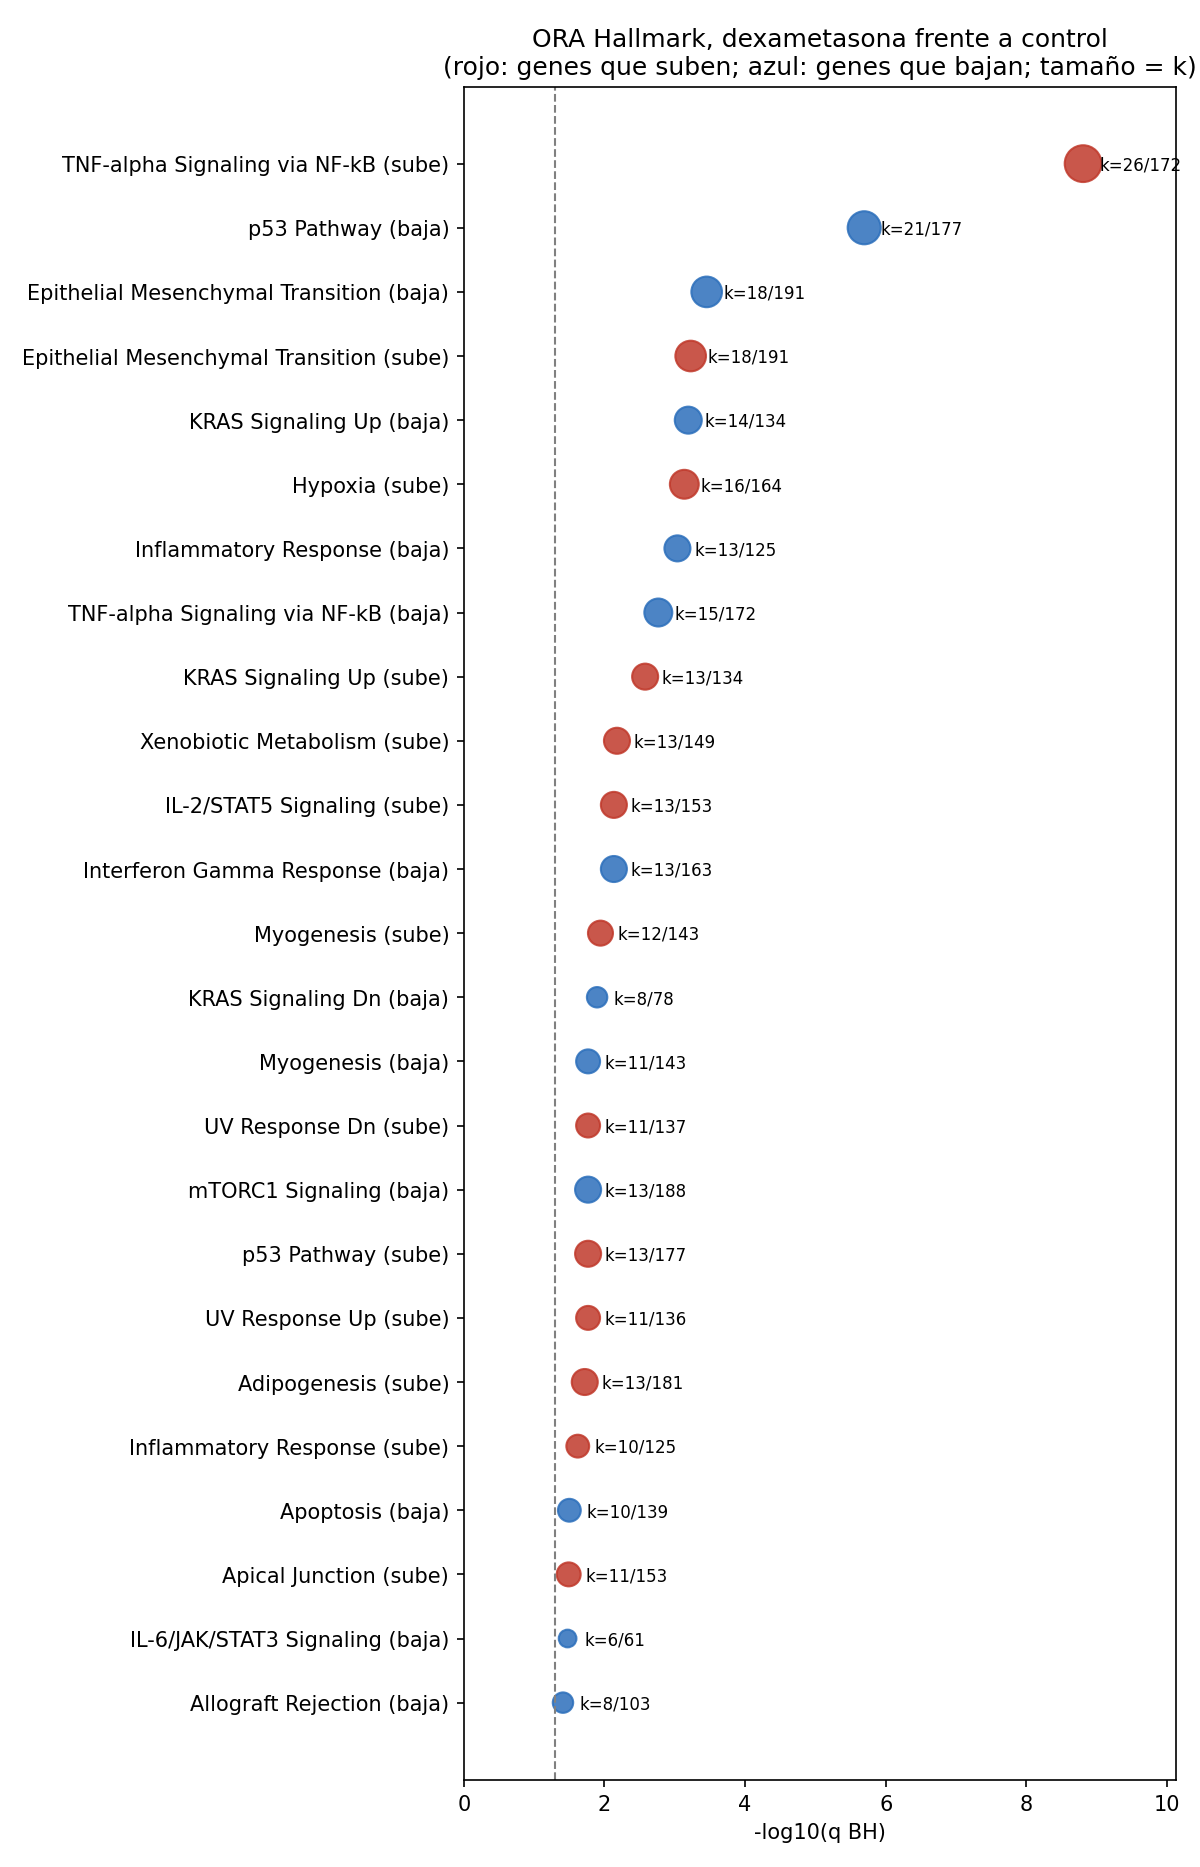 ORA Hallmark, dexametasona frente a control
(rojo: genes que suben; azul: genes que bajan; tamaño = k)
TNF-alpha Signaling via NF-kB (sube) k=26/172
p53 Pathway (baja) k=21/177
Epithelial Mesenchymal Transition (baja) k=18/191
Epithelial Mesenchymal Transition (sube) k=18/191
KRAS Signaling Up (baja) k=14/134
Hypoxia (sube) k=16/164
Inflammatory Response (baja) k=13/125
TNF-alpha Signaling via NF-kB (baja) k=15/172
KRAS Signaling Up (sube) k=13/134
Xenobiotic Metabolism (sube) k=13/149
IL-2/STAT5 Signaling (sube) k=13/153
Interferon Gamma Response (baja) k=13/163
Myogenesis (sube) k=12/143
KRAS Signaling Dn (baja) k=8/78
Myogenesis (baja) k=11/143
UV Response Dn (sube) k=11/137
mTORC1 Signaling (baja) k=13/188
p53 Pathway (sube) k=13/177
UV Response Up (sube) k=11/136
Adipogenesis (sube) k=13/181
Inflammatory Response (sube) k=10/125
Apoptosis (baja) k=10/139
Apical Junction (sube) k=11/153
IL-6/JAK/STAT3 Signaling (baja) k=6/61
Allograft Rejection (baja) k=8/103
0 2 4 6 8 10
-log10(q BH)